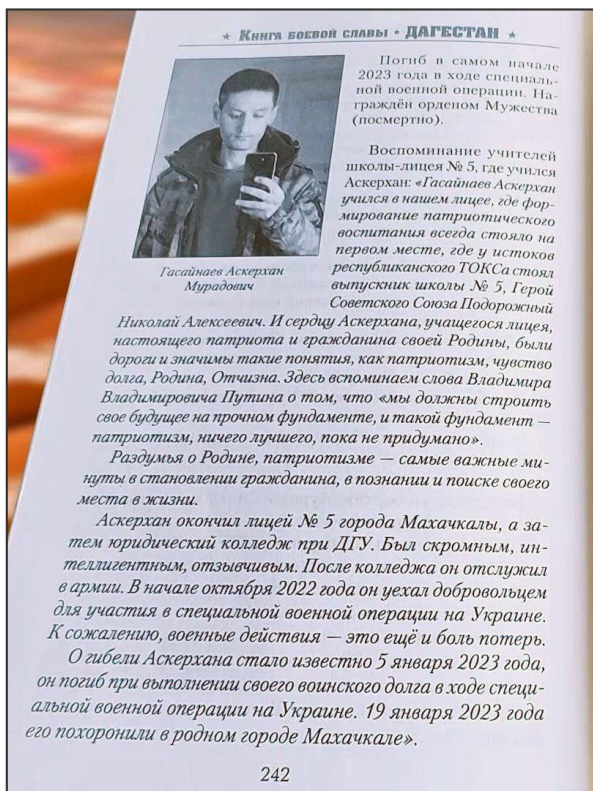 ★ Книга боевой славы • ДАГЕСТАН ★
Погиб в самом начале
2023 года в ходе специаль-
ной военной операции. На-
граждён орденом Мужества
(посмертно).
Воспоминание учителей
школы-лицея № 5, где учился
Аскерхан: «Гасайнаев Аскерхан
учился в нашем лицее, где фор-
мирование патриотического
воспитания всегда стояло на
первом месте, где у истоков
республиканского ТОКСа стоял
выпускник школы № 5, Герой
Советского Союза Подорожный
Гасайнаев Аскерхан
Мурадович
Николай Алексеевич. И сердцу Аскерхана, учащегося лицея,
настоящего патриота и гражданина своей Родины, были
дороги и значимы такие понятия, как патриотизм, чувство
долга, Родина, Отчизна. Здесь вспоминаем слова Владимира
Владимировича Путина о том, что «мы должны строить
свое будущее на прочном фундаменте, и такой фундамент —
патриотизм, ничего лучшего, пока не придумано».
Раздумья о Родине, патриотизме — самые важные ми-
нуты в становлении гражданина, в познании и поиске своего
места в жизни.
Аскерхан окончил лицей № 5 города Махачкалы, а за-
тем юридический колледж при ДГУ. Был скромным, ин-
теллигентным, отзывчивым. После колледжа он отслужил
в армии. В начале октября 2022 года он уехал добровольцем
для участия в специальной военной операции на Украине.
К сожалению, военные действия — это ещё и боль потерь.
О гибели Аскерхана стало известно 5 января 2023 года,
он погиб при выполнении своего воинского долга в ходе специ-
альной военной операции на Украине. 19 января 2023 года
его похоронили в родном городе Махачкале».
242